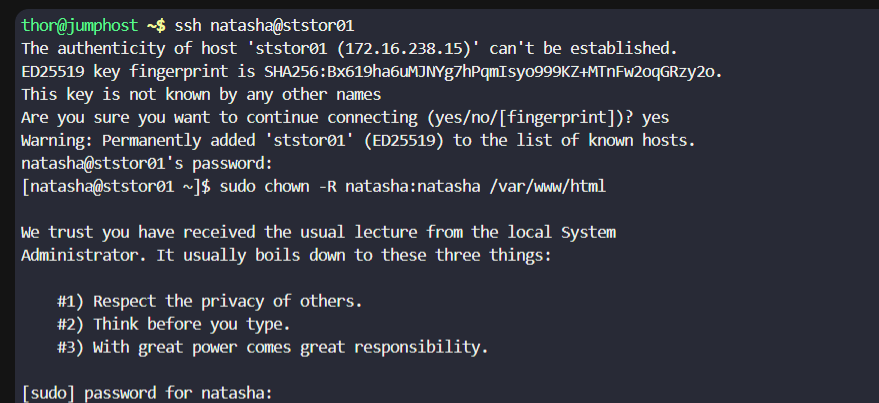 thor@jumphost ~$ ssh natasha@ststor01
The authenticity of host 'ststor01 (172.16.238.15)' can't be established.
ED25519 key fingerprint is SHA256:Bx619ha6uMJNYg7hPqmIsyo999KZ+MTnFw2oqGRzy2o.
This key is not known by any other names
Are you sure you want to continue connecting (yes/no/[fingerprint])? yes
Warning: Permanently added 'ststor01' (ED25519) to the list of known hosts.
natasha@ststor01's password:
[natasha@ststor01 ~]$ sudo chown -R natasha:natasha /var/www/html
We trust you have received the usual lecture from the local System
Administrator. It usually boils down to these three things:
#1) Respect the privacy of others.
#2) Think before you type.
#3) With great power comes great responsibility.
[sudo] password for natasha: